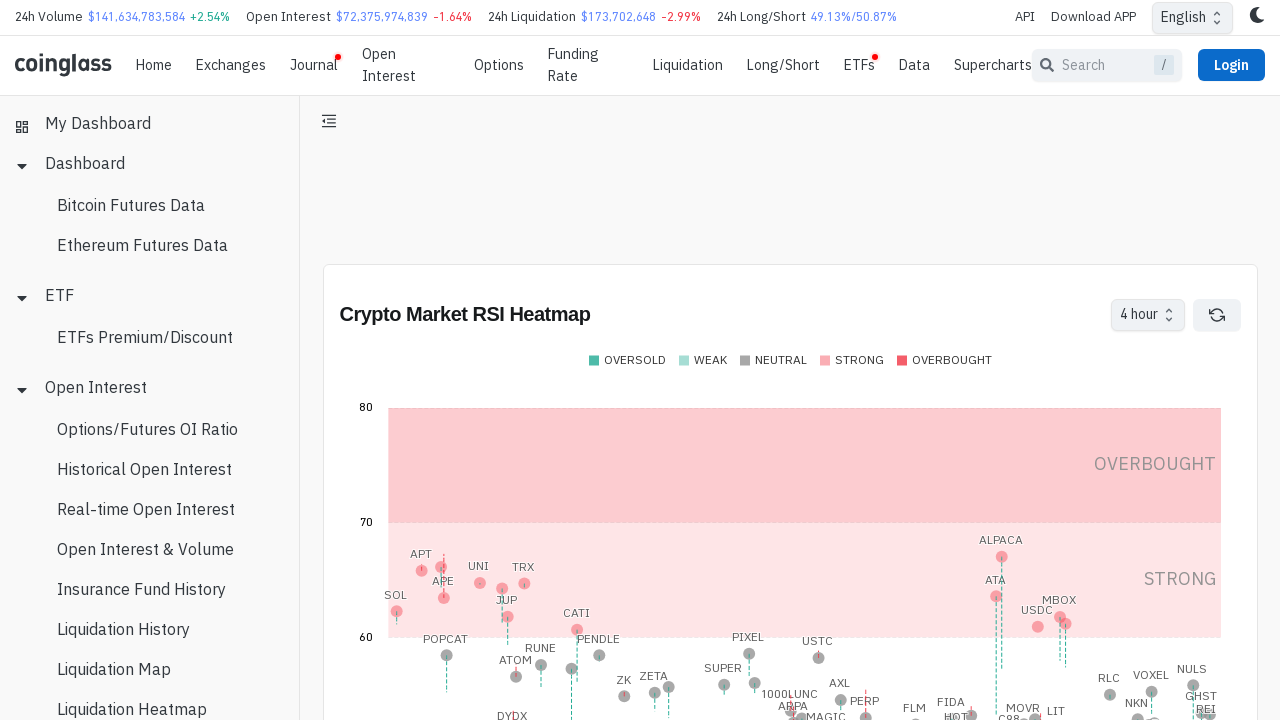 24h Volume $141,634,783,584 +2.54% Open Interest $72,375,974,839 -1.64% 24h Liquidation $173,702,648 -2.99% 24h Long/Short 49.13%/50.87% API Download APP English
coinglass Home Exchanges Journal Open Interest Options Funding Rate Liquidation Long/Short ETFs Data Supercharts Search / Login
My Dashboard
Dashboard
Bitcoin Futures Data
Ethereum Futures Data
ETF
ETFs Premium/Discount
Open Interest
Options/Futures OI Ratio
Historical Open Interest
Real-time Open Interest
Open Interest & Volume
Insurance Fund History
Liquidation History
Liquidation Map
Liquidation Heatmap
Crypto Market RSI Heatmap 4 hour
OVERSOLD WEAK NEUTRAL STRONG OVERBOUGHT
80
OVERBOUGHT
70
ALPACA
APT
UNI TRX
APE ATA STRONG
SOL JUP MBOX
USDC
CATI
60
POPCAT PENDLE PIXEL USTC
RUNE
ATOM
SUPER VOXEL NULS
ZK ZETA RLC
AXL
1000LUNC PERP GHST
ARPA FLM FIDA MOVR LIT NKN REI
DYDX MAGIC HOT C98